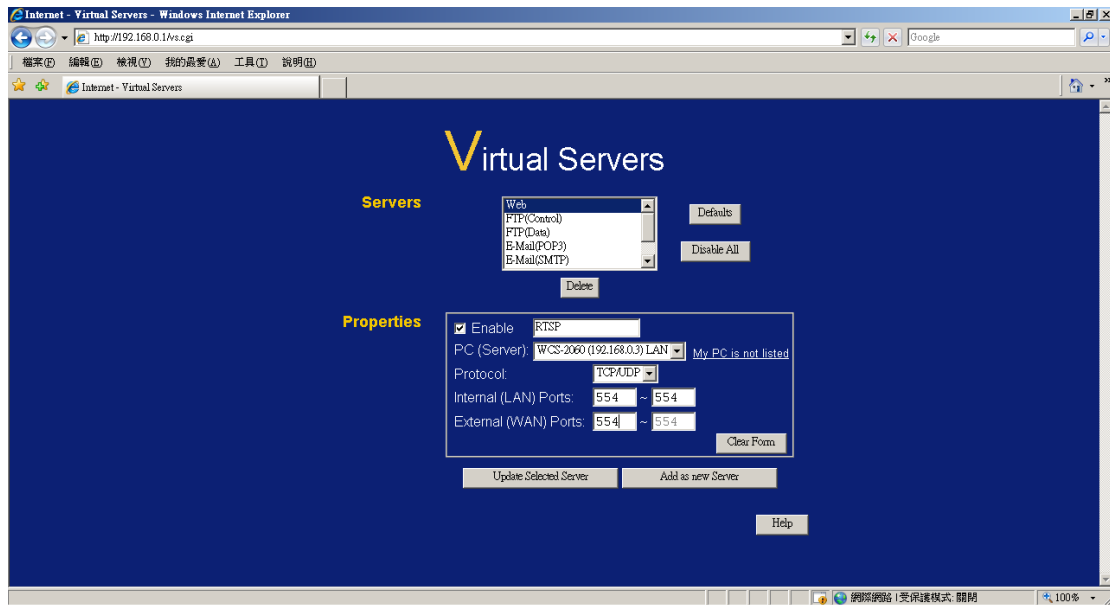 Internet - Virtual Servers - Windows Internet Explorer
http://192.168.0.1/vs.cgi
Google
檔案(F) 編輯(E) 檢視(V) 我的最愛(A) 工具(T) 說明(H)
Internet - Virtual Servers
Virtual Servers
Servers
Web
FTP(Control)
FTP(Data)
E-Mail(POP3)
E-Mail(SMTP)
Defaults
Disable All
Delete
Properties
Enable RTSP
PC (Server): WCS-2060 (192.168.0.3) LAN My PC is not listed
Protocol: TCP/UDP
Internal (LAN) Ports: 554 ~ 554
External (WAN) Ports: 554 ~ 554
Clear Form
Update Selected Server Add as new Server
Help
網際網路 | 受保護模式: 關閉 100%